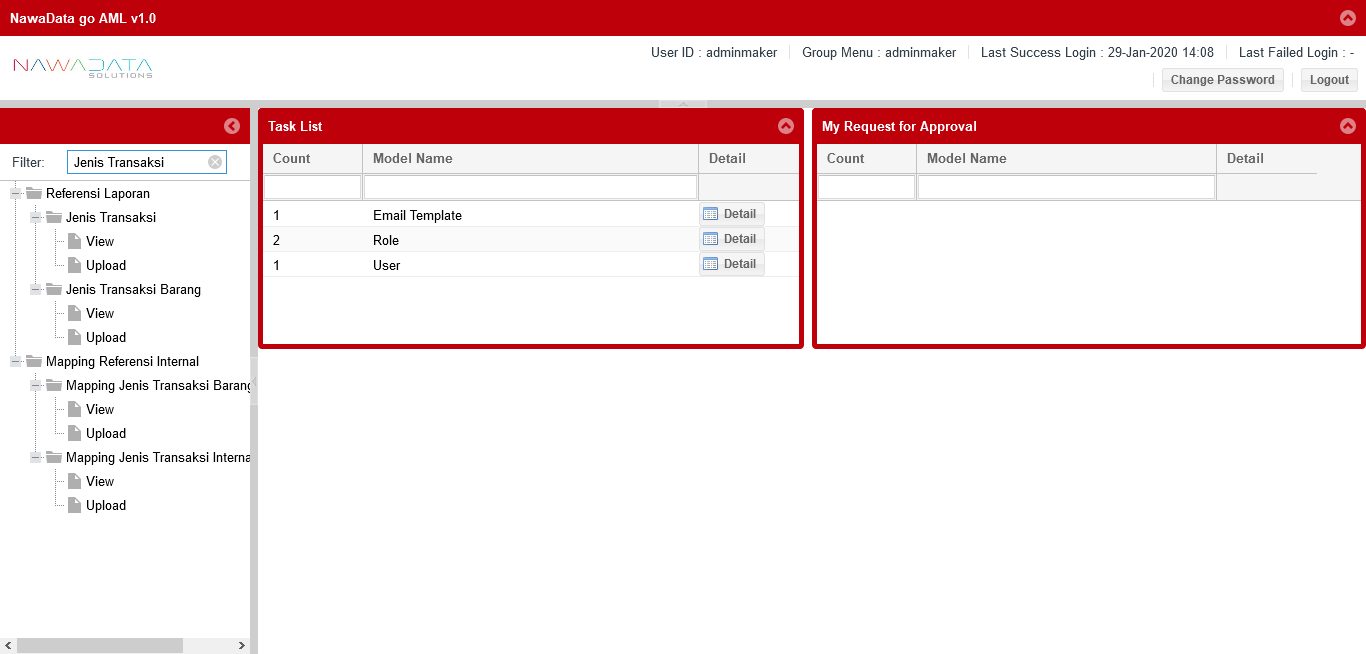 NawaData go AML v1.0
NAWADATA
SOLUTIONS
User ID : adminmaker
Group Menu : adminmaker
Last Success Login : 29-Jan-2020 14:08
Last Failed Login : -
Change Password
Logout
Filter:
Jenis Transaksi
Referensi Laporan
Jenis Transaksi
View
Upload
Jenis Transaksi Barang
View
Upload
Mapping Referensi Internal
Mapping Jenis Transaksi Barang
View
Upload
Mapping Jenis Transaksi Interna
View
Upload
Task List
Count Model Name Detail
1 Email Template Detail
2 Role Detail
1 User Detail
My Request for Approval
Count Model Name Detail